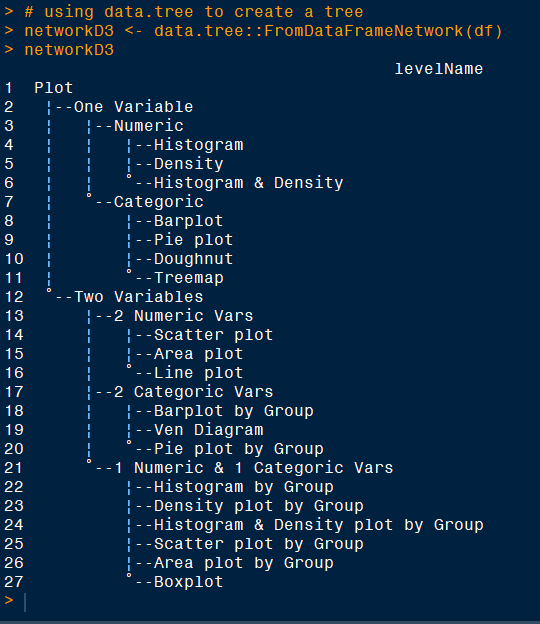 > # using data.tree to create a tree
> networkD3 <- data.tree::FromDataFrameNetwork(df)
> networkD3
                                       levelName
1  Plot
2   ¦--One Variable
3   ¦   ¦--Numeric
4   ¦   ¦   ¦--Histogram
5   ¦   ¦   ¦--Density
6   ¦   ¦   °--Histogram & Density
7   ¦   °--Categoric
8   ¦       ¦--Barplot
9   ¦       ¦--Pie plot
10  ¦       ¦--Doughnut
11  ¦       °--Treemap
12  °--Two Variables
13      ¦--2 Numeric Vars
14      ¦   ¦--Scatter plot
15      ¦   ¦--Area plot
16      ¦   °--Line plot
17      ¦--2 Categoric Vars
18      ¦   ¦--Barplot by Group
19      ¦   ¦--Ven Diagram
20      ¦   °--Pie plot by Group
21      °--1 Numeric & 1 Categoric Vars
22          ¦--Histogram by Group
23          ¦--Density plot by Group
24          ¦--Histogram & Density plot by Group
25          ¦--Scatter plot by Group
26          ¦--Area plot by Group
27          °--Boxplot
>